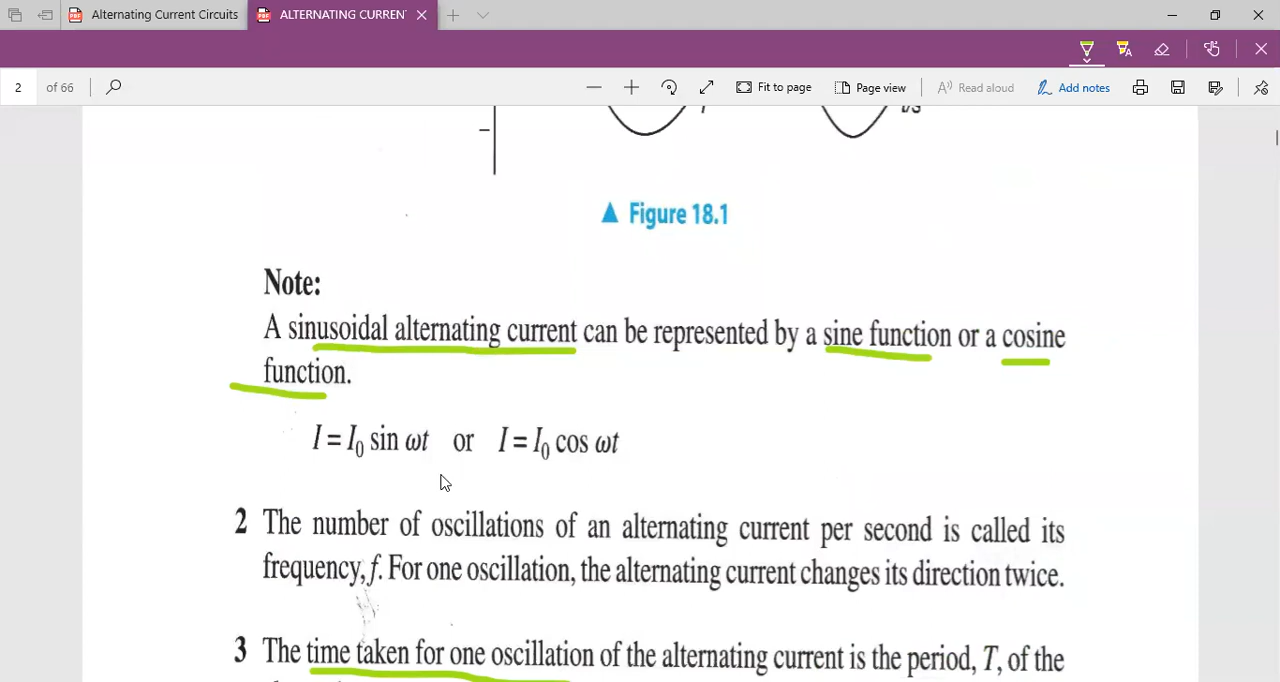 Alternating Current Circuits
ALTERNATING CURREN
2 of 66
Fit to page
Page view
Read aloud
Add notes
Figure 18.1
Note:
A sinusoidal alternating current can be represented by a sine function or a cosine
function.
I = I₀ sin ωt or I = I₀ cos ωt
2 The number of oscillations of an alternating current per second is called its
frequency, f. For one oscillation, the alternating current changes its direction twice.
3 The time taken for one oscillation of the alternating current is the period, T, of the